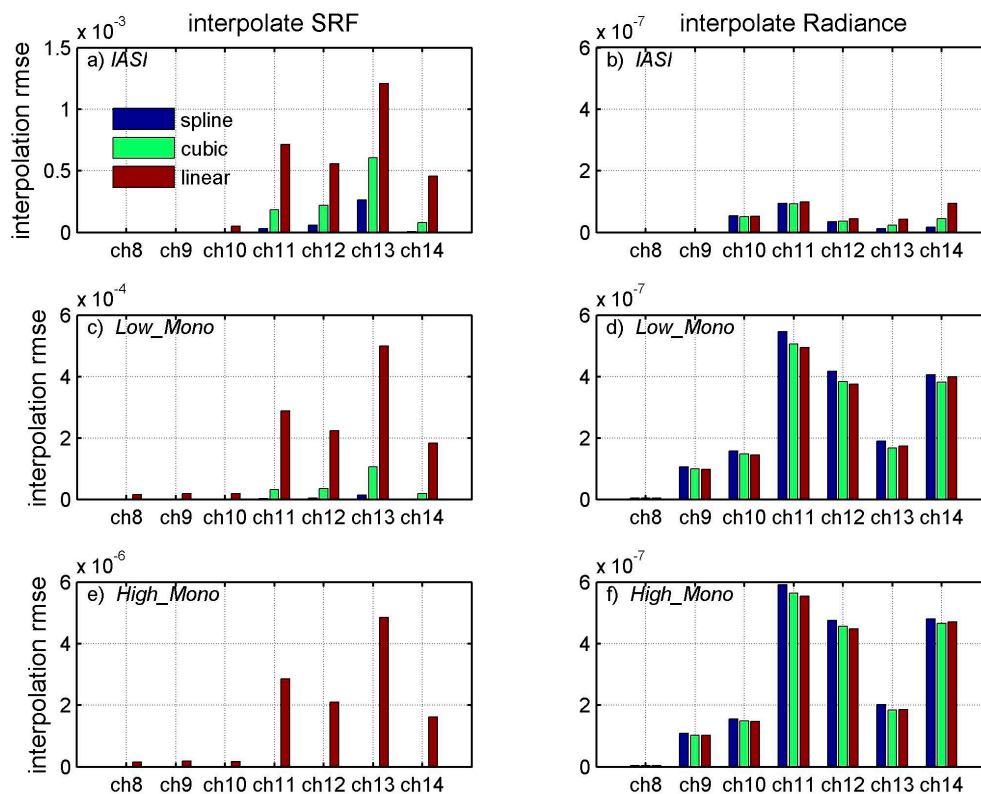 interpolate SRF
interpolate Radiance
x 10-3
1.5
1
0.5
0
interpolation rmse
a) IASI
spline
cubic
linear
ch8 ch9 ch10 ch11 ch12 ch13 ch14
x 10-7
6
4
2
0
b) IASI
ch8 ch9 ch10 ch11 ch12 ch13 ch14
x 10-4
6
4
2
0
interpolation rmse
c) Low_Mono
ch8 ch9 ch10 ch11 ch12 ch13 ch14
x 10-7
6
4
2
0
d) Low_Mono
ch8 ch9 ch10 ch11 ch12 ch13 ch14
x 10-6
6
4
2
0
interpolation rmse
e) High_Mono
ch8 ch9 ch10 ch11 ch12 ch13 ch14
x 10-7
6
4
2
0
f) High_Mono
ch8 ch9 ch10 ch11 ch12 ch13 ch14